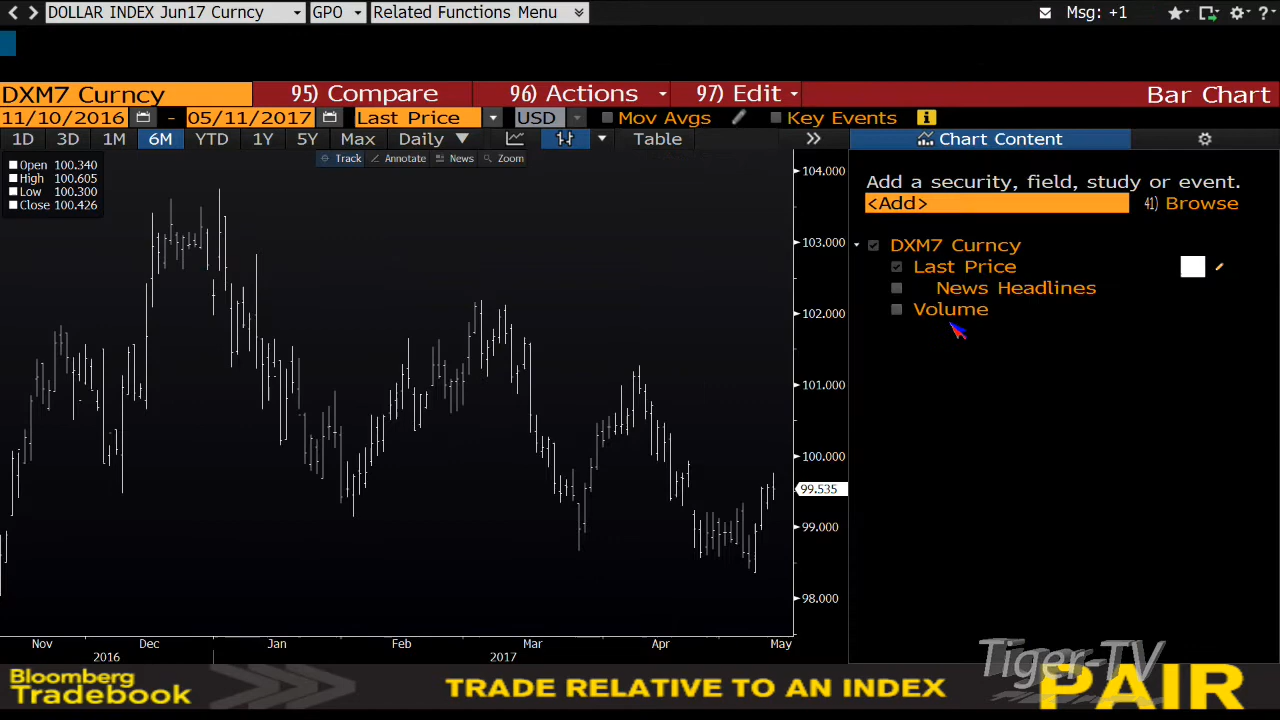 DOLLAR INDEX Jun17 Curncy GPO Related Functions Menu Msg: +1 ?
DXM7 Curncy 95) Compare 96) Actions 97) Edit Bar Chart
11/10/2016 - 05/11/2017 Last Price USD Mov Avgs Key Events
1D 3D 1M 6M YTD 1Y 5Y Max Daily Table Chart Content
Track Annotate News Zoom
Open 100.340
High 100.605
Low 100.300
Close 100.426
104.000
103.000
102.000
101.000
100.000
99.535
99.000
98.000
Nov Dec Jan Feb Mar Apr May
2016 2017
Add a security, field, study or event.
<Add> 41) Browse
DXM7 Curncy
Last Price
News Headlines
Volume
Tiger-TV
Bloomberg
Tradebook
TRADE RELATIVE TO AN INDEX
PAIR